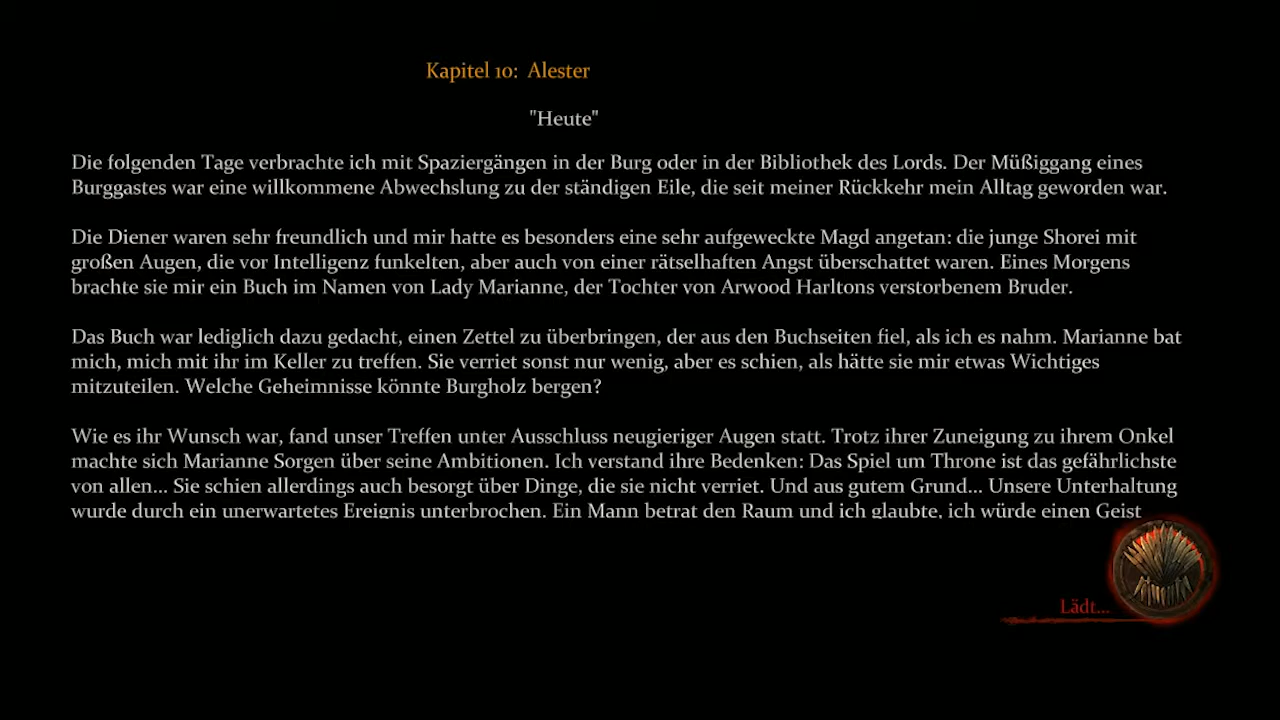 Kapitel 10: Alester
"Heute"
Die folgenden Tage verbrachte ich mit Spaziergängen in der Burg oder in der Bibliothek des Lords. Der Müßiggang eines
Burggastes war eine willkommene Abwechslung zu der ständigen Eile, die seit meiner Rückkehr mein Alltag geworden war.
Die Diener waren sehr freundlich und mir hatte es besonders eine sehr aufgeweckte Magd angetan: die junge Shorei mit
großen Augen, die vor Intelligenz funkelten, aber auch von einer rätselhaften Angst überschattet waren. Eines Morgens
brachte sie mir ein Buch im Namen von Lady Marianne, der Tochter von Arwood Harltons verstorbenem Bruder.
Das Buch war lediglich dazu gedacht, einen Zettel zu überbringen, der aus den Buchseiten fiel, als ich es nahm. Marianne bat
mich, mich mit ihr im Keller zu treffen. Sie verriet sonst nur wenig, aber es schien, als hätte sie mir etwas Wichtiges
mitzuteilen. Welche Geheimnisse könnte Burgholz bergen?
Wie es ihr Wunsch war, fand unser Treffen unter Ausschluss neugieriger Augen statt. Trotz ihrer Zuneigung zu ihrem Onkel
machte sich Marianne Sorgen über seine Ambitionen. Ich verstand ihre Bedenken: Das Spiel um Throne ist das gefährlichste
von allen... Sie schien allerdings auch besorgt über Dinge, die sie nicht verriet. Und aus gutem Grund... Unsere Unterhaltung
wurde durch ein unerwartetes Ereignis unterbrochen. Ein Mann betrat den Raum und ich glaubte, ich würde einen Geist
Lädt...